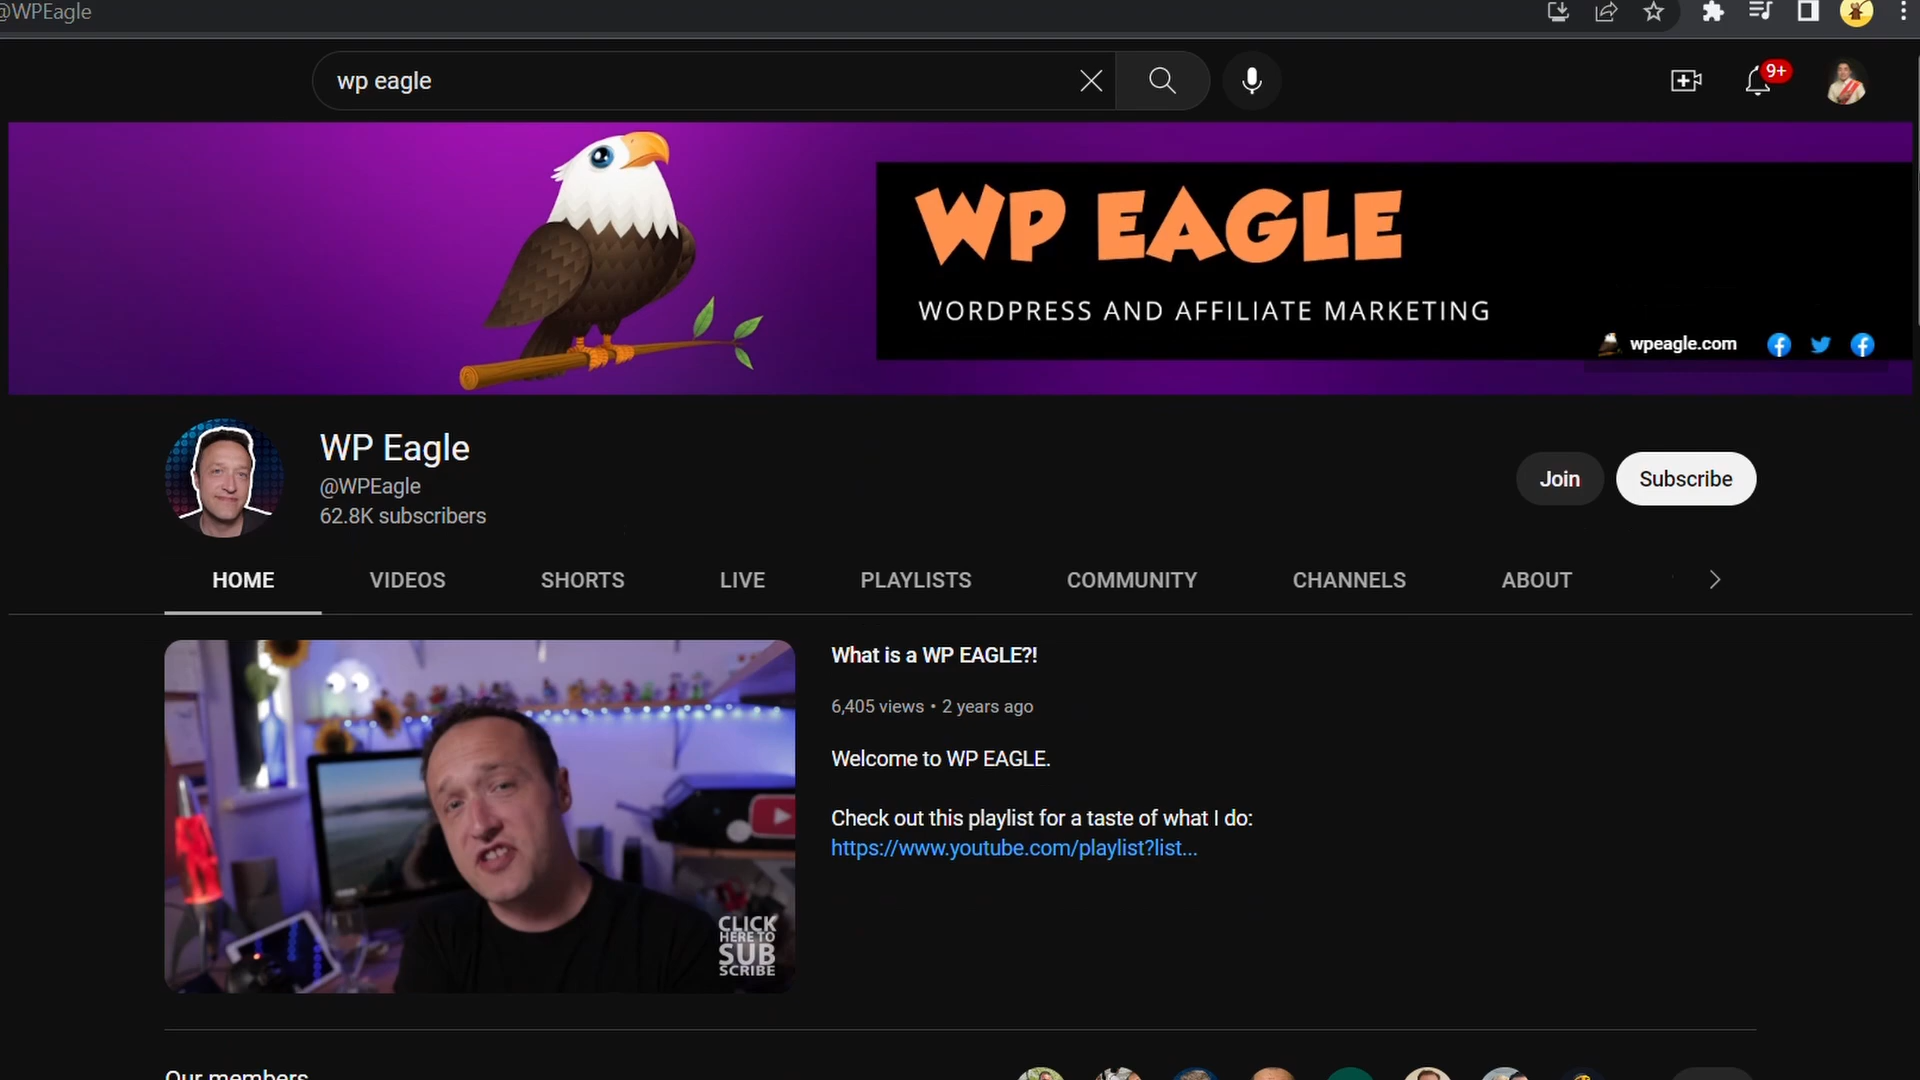 @WPEagle
wp eagle
9+
WP EAGLE
WORDPRESS AND AFFILIATE MARKETING
wpeagle.com
WP Eagle
@WPEagle
62.8K subscribers
Join
Subscribe
HOME
VIDEOS
SHORTS
LIVE
PLAYLISTS
COMMUNITY
CHANNELS
ABOUT
What is a WP EAGLE?!
6,405 views • 2 years ago
Welcome to WP EAGLE.
Check out this playlist for a taste of what I do:
https://www.youtube.com/playlist?list...
CLICK
HERE TO
SUB
SCRIBE
Our members